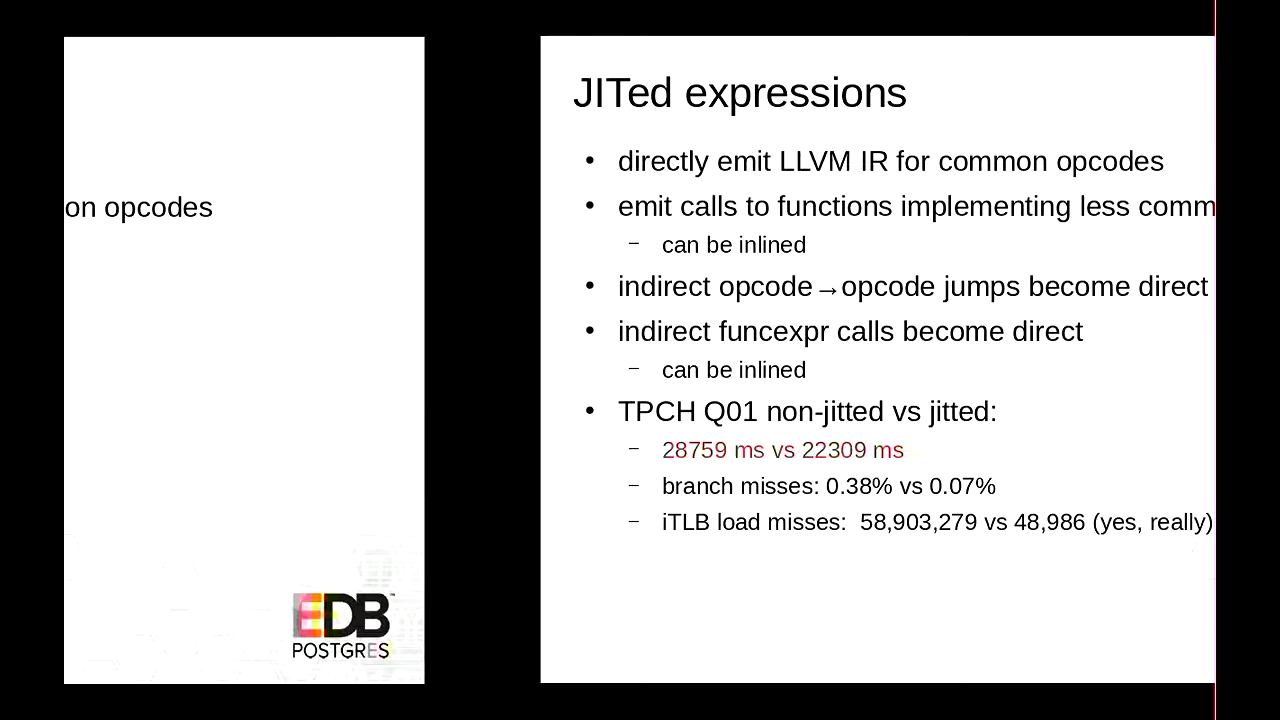 JITed expressions
• directly emit LLVM IR for common opcodes
on opcodes
• emit calls to functions implementing less comm
– can be inlined
• indirect opcode→opcode jumps become direct
• indirect funcexpr calls become direct
– can be inlined
• TPCH Q01 non-jitted vs jitted:
– 28759 ms vs 22309 ms
– branch misses: 0.38% vs 0.07%
– iTLB load misses:  58,903,279 vs 48,986 (yes, really)
EDB™
POSTGRES